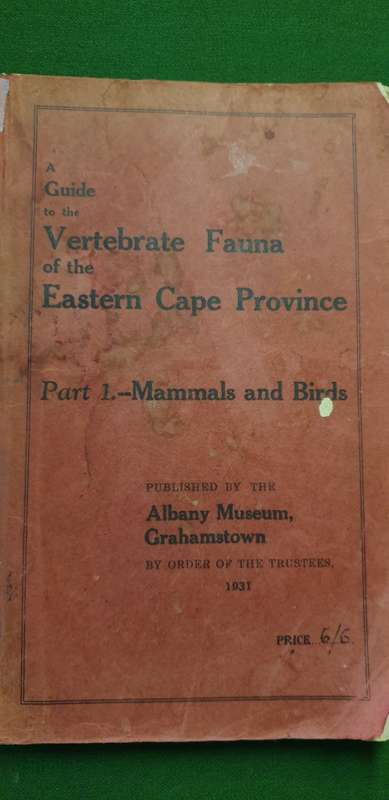 A
Guide
to the
Vertebrate Fauna
of the
Eastern Cape Province
Part 1.--Mammals and Birds
PUBLISHED BY THE
Albany Museum,
Grahamstown
BY ORDER OF THE TRUSTEES,
1931
PRICE 6/6